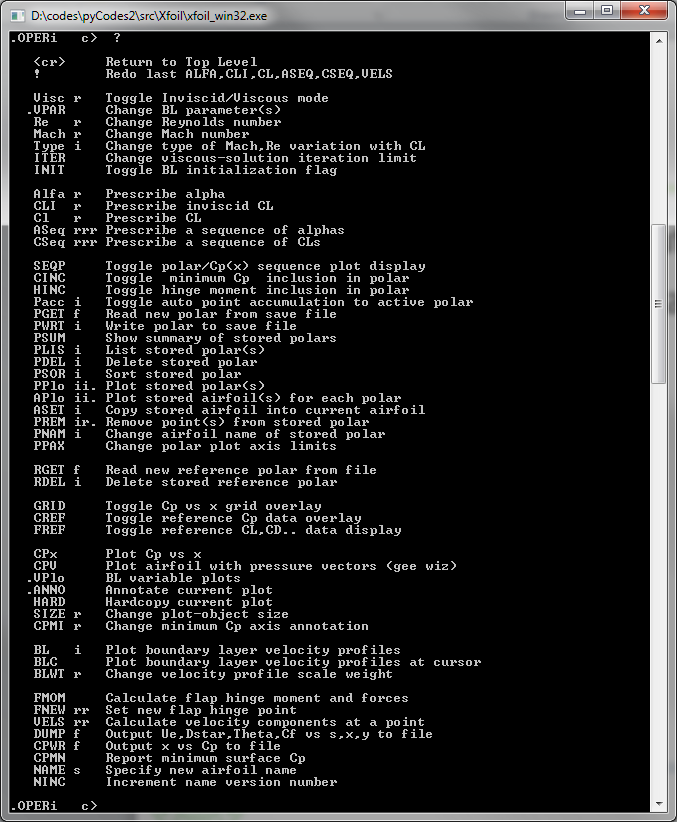 D:\codes\pyCodes2\src\Xfoil\xfoil_win32.exe
.OPERi   c>  ?
   <cr>     Return to Top Level
   !        Redo last ALFA,CLI,CL,ASEQ,CSEQ,VELS
   Visc r   Toggle Inviscid/Viscous mode
  .VPAR     Change BL parameter(s)
   Re   r   Change Reynolds number
   Mach r   Change Mach number
   Type i   Change type of Mach,Re variation with CL
   ITER     Change viscous-solution iteration limit
   INIT     Toggle BL initialization flag
   Alfa r   Prescribe alpha
   CLI  r   Prescribe inviscid CL
   Cl   r   Prescribe CL
   ASeq rrr Prescribe a sequence of alphas
   CSeq rrr Prescribe a sequence of CLs
   SEQP     Toggle polar/Cp(x) sequence plot display
   CINC     Toggle  minimum Cp  inclusion in polar
   HINC     Toggle hinge moment inclusion in polar
   Pacc i   Toggle auto point accumulation to active polar
   PGET f   Read new polar from save file
   PWRT i   Write polar to save file
   PSUM     Show summary of stored polars
   PLIS i   List stored polar(s)
   PDEL i   Delete stored polar
   PSOR i   Sort stored polar
   PPlo ii. Plot stored polar(s)
   APlo ii. Plot stored airfoil(s) for each polar
   ASET i   Copy stored airfoil into current airfoil
   PREM ir. Remove point(s) from stored polar
   PNAM i   Change airfoil name of stored polar
   PPAX     Change polar plot axis limits
   RGET f   Read new reference polar from file
   RDEL i   Delete stored reference polar
   GRID     Toggle Cp vs x grid overlay
   CREF     Toggle reference Cp data overlay
   FREF     Toggle reference CL,CD.. data display
   CPx      Plot Cp vs x
   CPV      Plot airfoil with pressure vectors (gee wiz)
  .VPlo     BL variable plots
  .ANNO     Annotate current plot
   HARD     Hardcopy current plot
   SIZE r   Change plot-object size
   CPMI r   Change minimum Cp axis annotation
   BL   i   Plot boundary layer velocity profiles
   BLC      Plot boundary layer velocity profiles at cursor
   BLWT r   Change velocity profile scale weight
   FMOM     Calculate flap hinge moment and forces
   FNEW rr  Set new flap hinge point
   VELS rr  Calculate velocity components at a point
   DUMP f   Output Ue,Dstar,Theta,Cf vs s,x,y to file
   CPWR f   Output x vs Cp to file
   CPMN     Report minimum surface Cp
   NAME s   Specify new airfoil name
   NINC     Increment name version number
.OPERi   c>